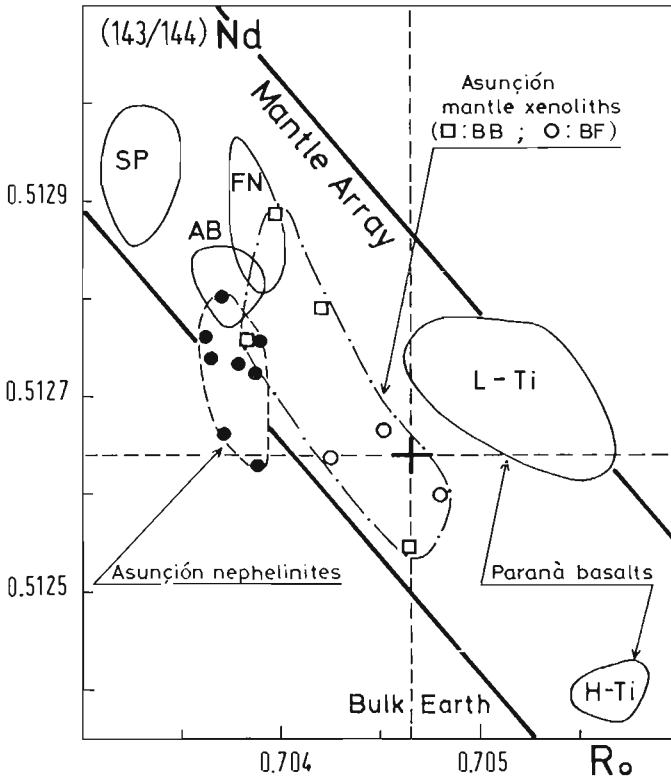 (143/144) Nd
Mantle Array
Asunción
mantle xenoliths
(□:BB ; O:BF)
SP
FN
AB
0.5129
0.5127
0.5125
L-Ti
Asunçión nephelinites
Paranà basalts
H-Ti
Bulk Earth
0.704
0.705
Ro